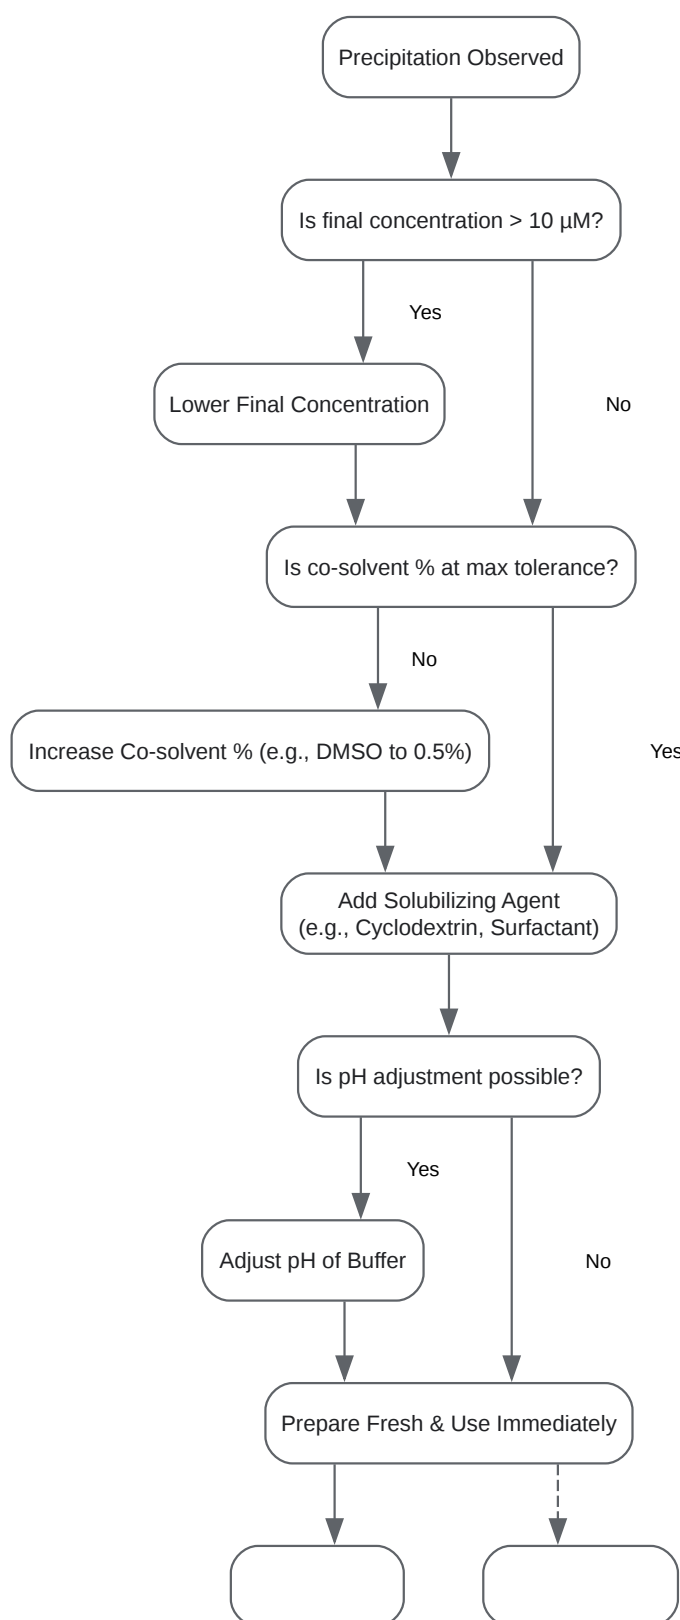 Precipitation Observed
Is final concentration > 10 µM?
Yes
Lower Final Concentration
No
Is co-solvent % at max tolerance?
No
Increase Co-solvent % (e.g., DMSO to 0.5%)
Yes
Add Solubilizing Agent
(e.g., Cyclodextrin, Surfactant)
Is pH adjustment possible?
Yes
Adjust pH of Buffer
No
Prepare Fresh & Use Immediately